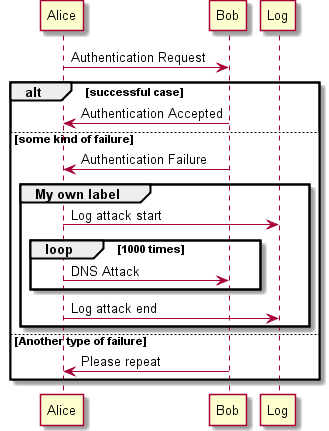 Alice Bob Log
Authentication Request
alt [successful case]
Authentication Accepted
[some kind of failure]
Authentication Failure
My own label
Log attack start
loop [1000 times]
DNS Attack
Log attack end
[Another type of failure]
Please repeat
Alice Bob Log